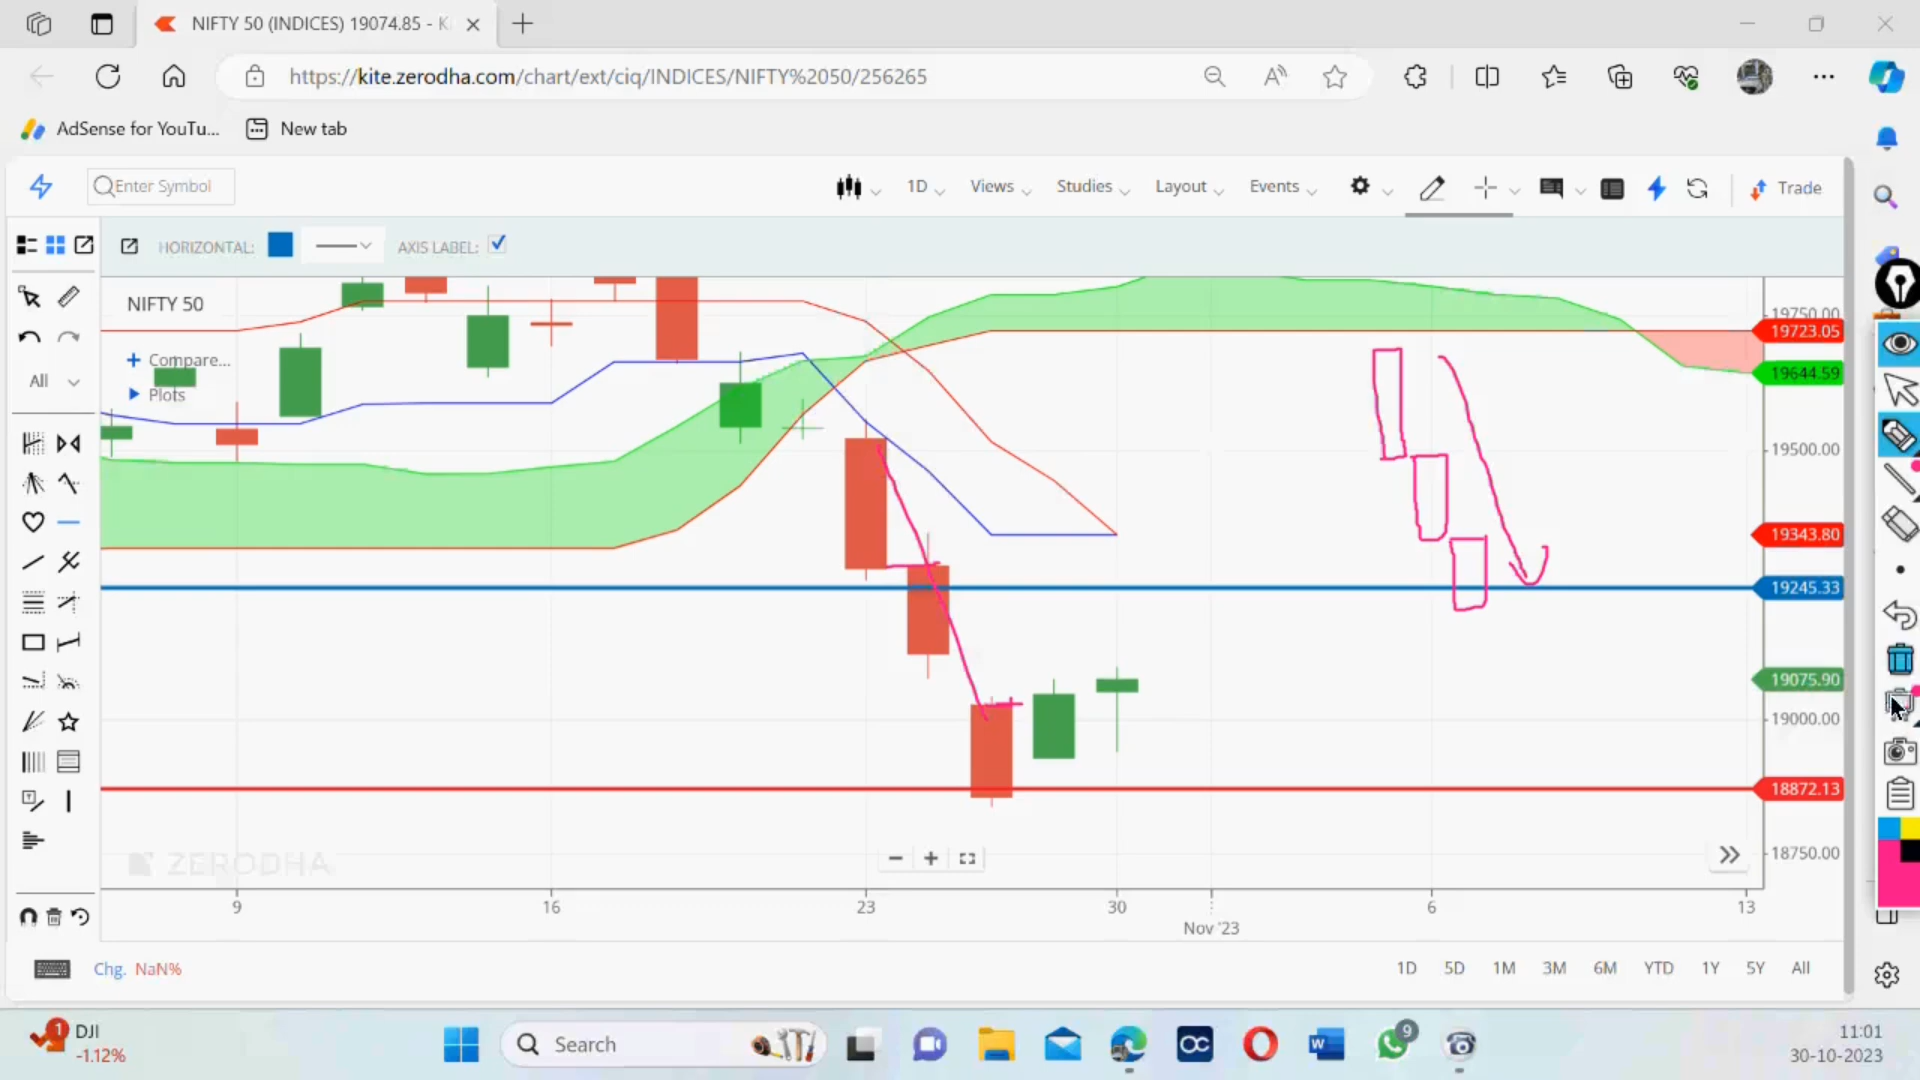 NIFTY 50 (INDICES) 19074.85 - K
https://kite.zerodha.com/chart/ext/ciq/INDICES/NIFTY%2050/256265
AdSense for YouTu...
New tab
Enter Symbol
1D
Views
Studies
Layout
Events
Trade
HORIZONTAL:
AXIS LABEL:
NIFTY 50
Compare...
Plots
All
19750.00
19723.05
19644.59
19500.00
19343.80
19245.33
19075.90
19000.00
18872.13
18750.00
ZERODHA
9
16
23
30
6
13
Nov '23
Chg. NaN%
1D 5D 1M 3M 6M YTD 1Y 5Y All
1
DJI
-1.12%
Search
9
11:01
30-10-2023